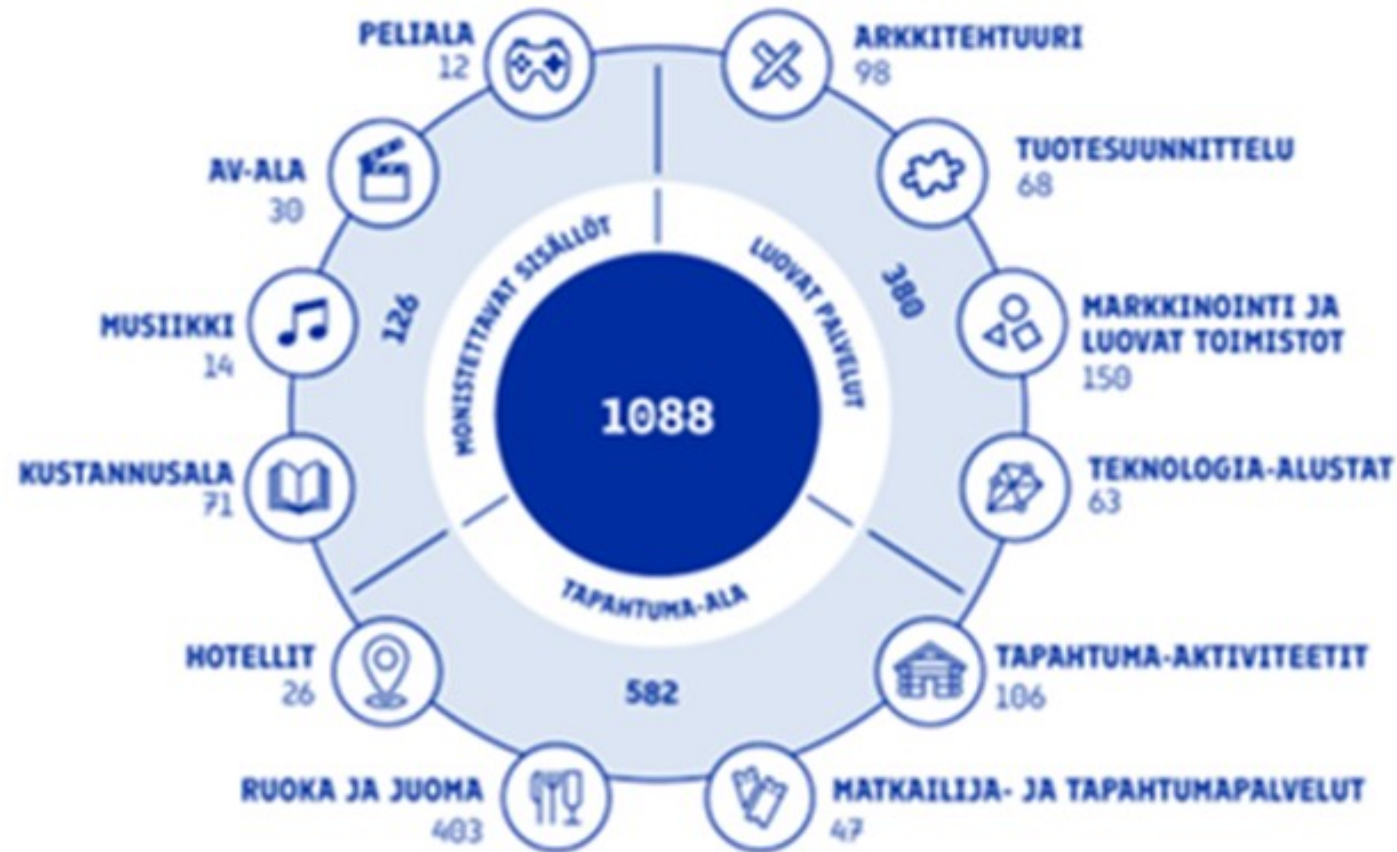 PELIALA
12
ARKKITEHTUURI
98
AV-ALA
30
TUOTESUUNNITTELU
68
MUSIIKKI
14
126
MONISTETTAVAT SISÄLLÖT
LUOVAT PALVELUT
380
MARKKINOINTI JA
LUOVAT TOIMISTOT
150
1088
KUSTANNUSALA
71
TEKNOLOGIA-ALUSTAT
63
TAPAHTUMA-ALA
582
HOTELLIT
26
TAPAHTUMA-AKTIVITEETIT
106
RUOKA JA JUOMA
403
MATKAILIJA- JA TAPAHTUMAPALVELUT
47